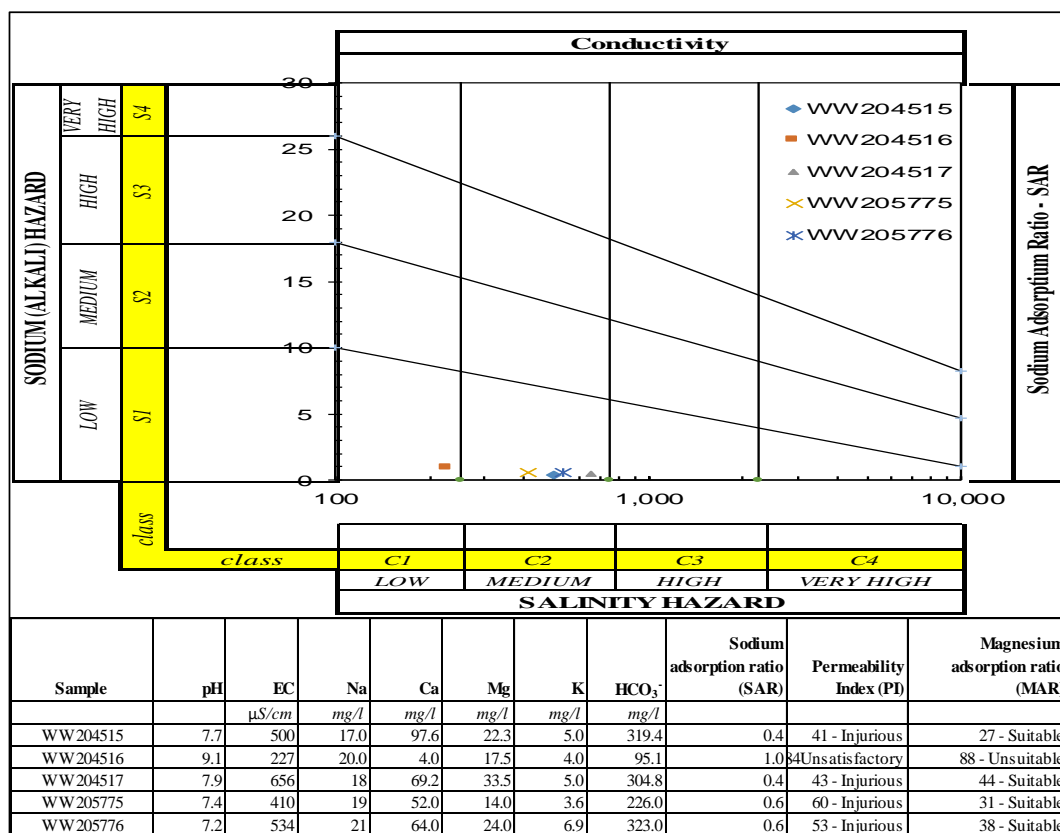 Conductivity
SODIUM (ALKALI) HAZARD
VERY HIGH
HIGH
MEDIUM
LOW
S4
S3
S2
S1
class
30
25
20
15
10
5
0
WW204515
WW204516
WW204517
WW205775
WW205776
Sodium Adsorptium Ratio - SAR
100 1,000 10,000
class C1 C2 C3 C4
LOW MEDIUM HIGH VERY HIGH
SALINITY HAZARD
Sample pH EC Na Ca Mg K HCO₃⁻ Sodium adsorption ratio (SAR) Permeability Index (PI) Magnesium adsorption ratio (MAR)
µS/cm mg/l mg/l mg/l mg/l mg/l
WW204515 7.7 500 17.0 97.6 22.3 5.0 319.4 0.4 41 - Injurious 27 - Suitable
WW204516 9.1 227 20.0 4.0 17.5 4.0 95.1 1.0 84Unsatisfactory 88 - Unsuitable
WW204517 7.9 656 18 69.2 33.5 5.0 304.8 0.4 43 - Injurious 44 - Suitable
WW205775 7.4 410 19 52.0 14.0 3.6 226.0 0.6 60 - Injurious 31 - Suitable
WW205776 7.2 534 21 64.0 24.0 6.9 323.0 0.6 53 - Injurious 38 - Suitable